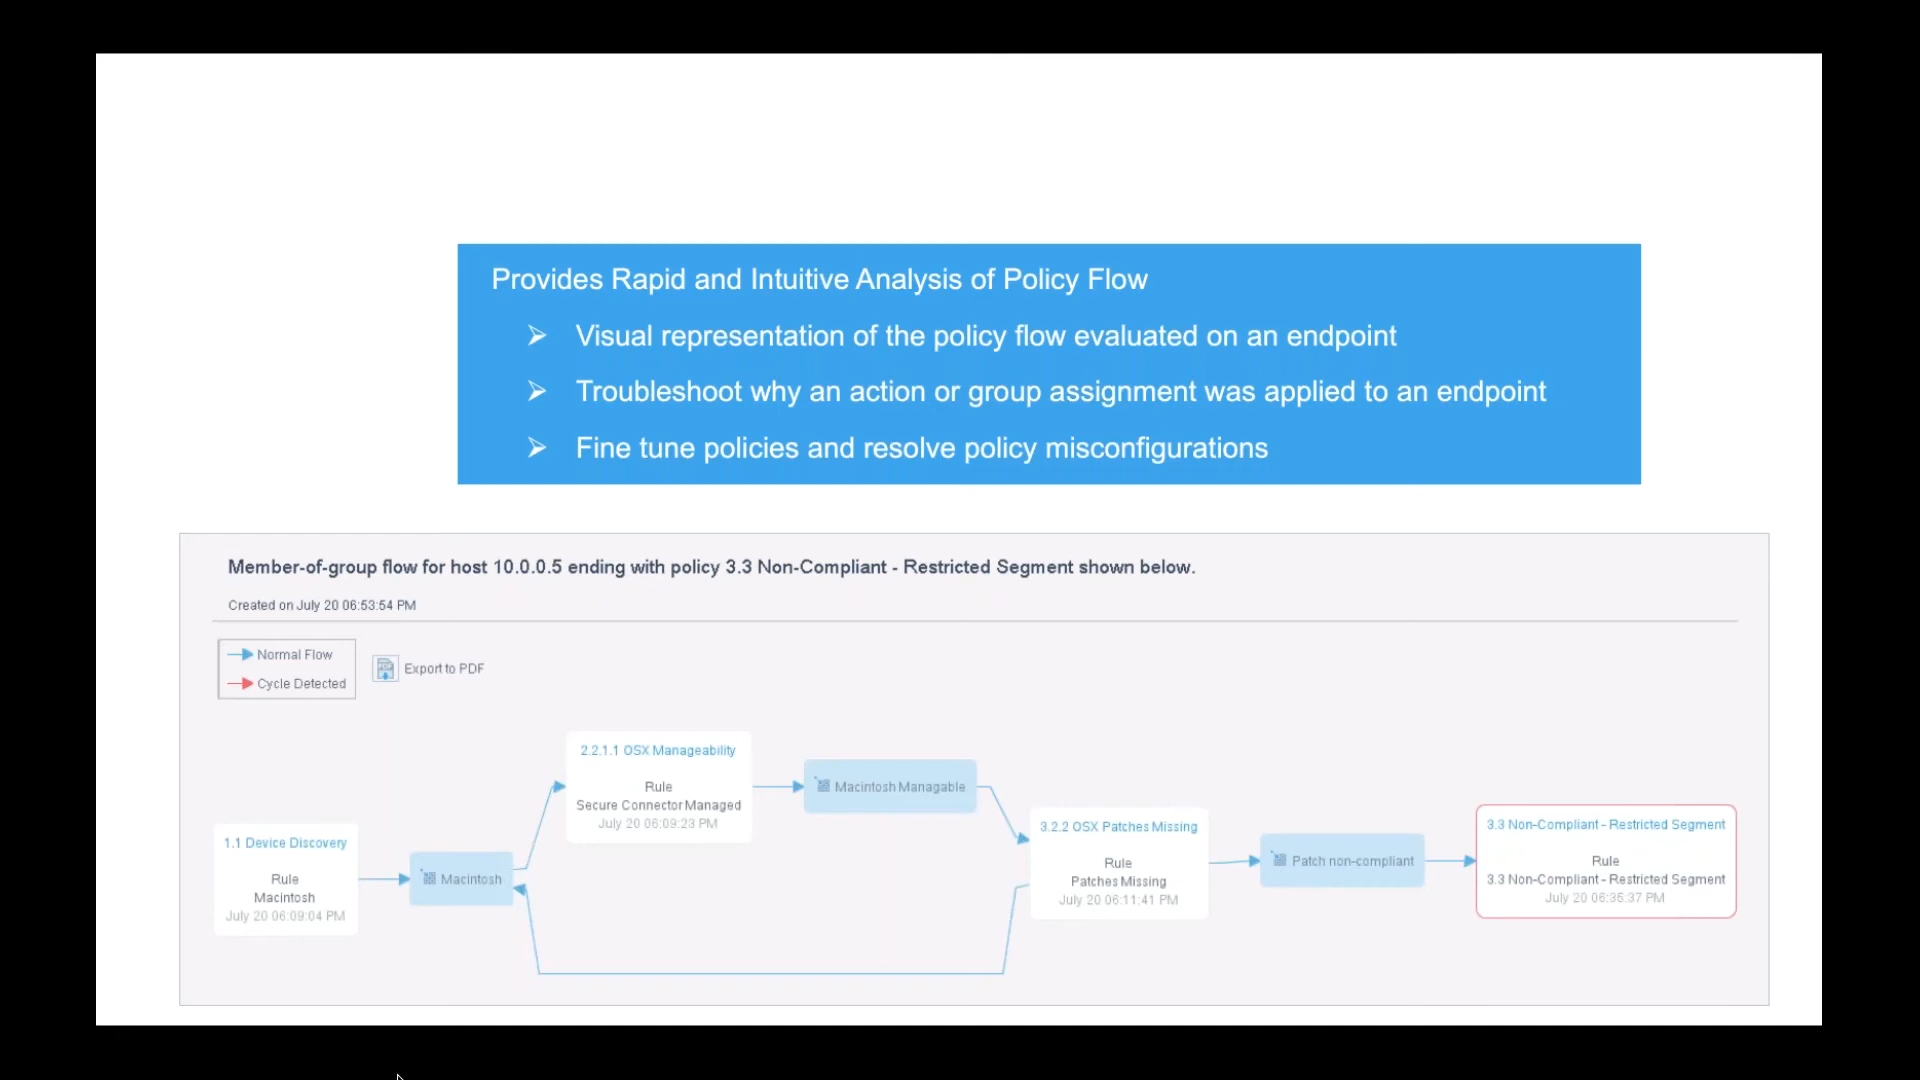 Provides Rapid and Intuitive Analysis of Policy Flow
Visual representation of the policy flow evaluated on an endpoint
Troubleshoot why an action or group assignment was applied to an endpoint
Fine tune policies and resolve policy misconfigurations
Member-of-group flow for host 10.0.0.5 ending with policy 3.3 Non-Compliant - Restricted Segment shown below.
Created on July 20 06:53:54 PM
Normal Flow
Cycle Detected
Export to PDF
1.1 Device Discovery
Rule
Macintosh
July 20 06:09:04 PM
Macintosh
2.2.1.1 OSX Manageability
Rule
Secure Connector Managed
July 20 06:09:23 PM
Macintosh Managable
3.2.2 OSX Patches Missing
Rule
Patches Missing
July 20 06:11:41 PM
Patch non-compliant
3.3 Non-Compliant - Restricted Segment
Rule
3.3 Non-Compliant - Restricted Segment
July 20 06:35:37 PM